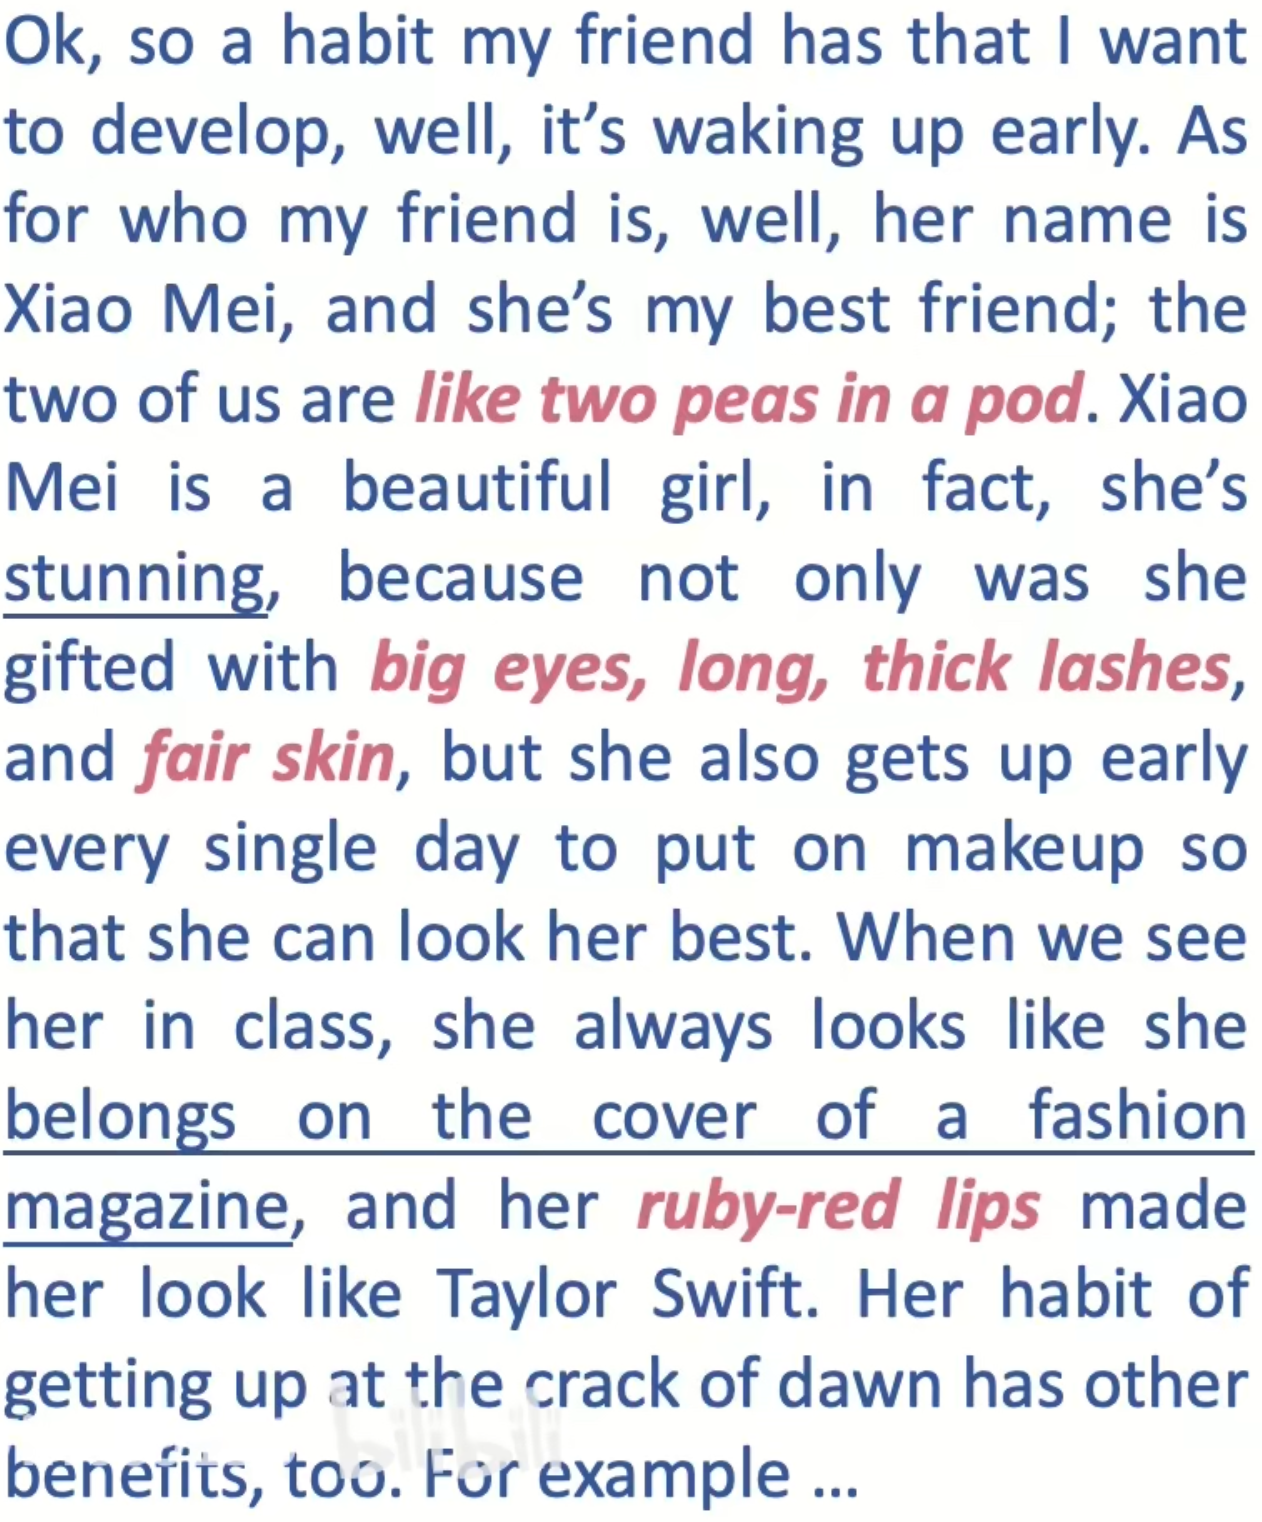 Ok, so a habit my friend has that I want
to develop, well, it's waking up early. As
for who my friend is, well, her name is
Xiao Mei, and she's my best friend; the
two of us are like two peas in a pod. Xiao
Mei is a beautiful girl, in fact, she's
stunning, because not only was she
gifted with big eyes, long, thick lashes,
and fair skin, but she also gets up early
every single day to put on makeup so
that she can look her best. When we see
her in class, she always looks like she
belongs on the cover of a fashion
magazine, and her ruby-red lips made
her look like Taylor Swift. Her habit of
getting up at the crack of dawn has other
benefits, too. For example ...
bilibili